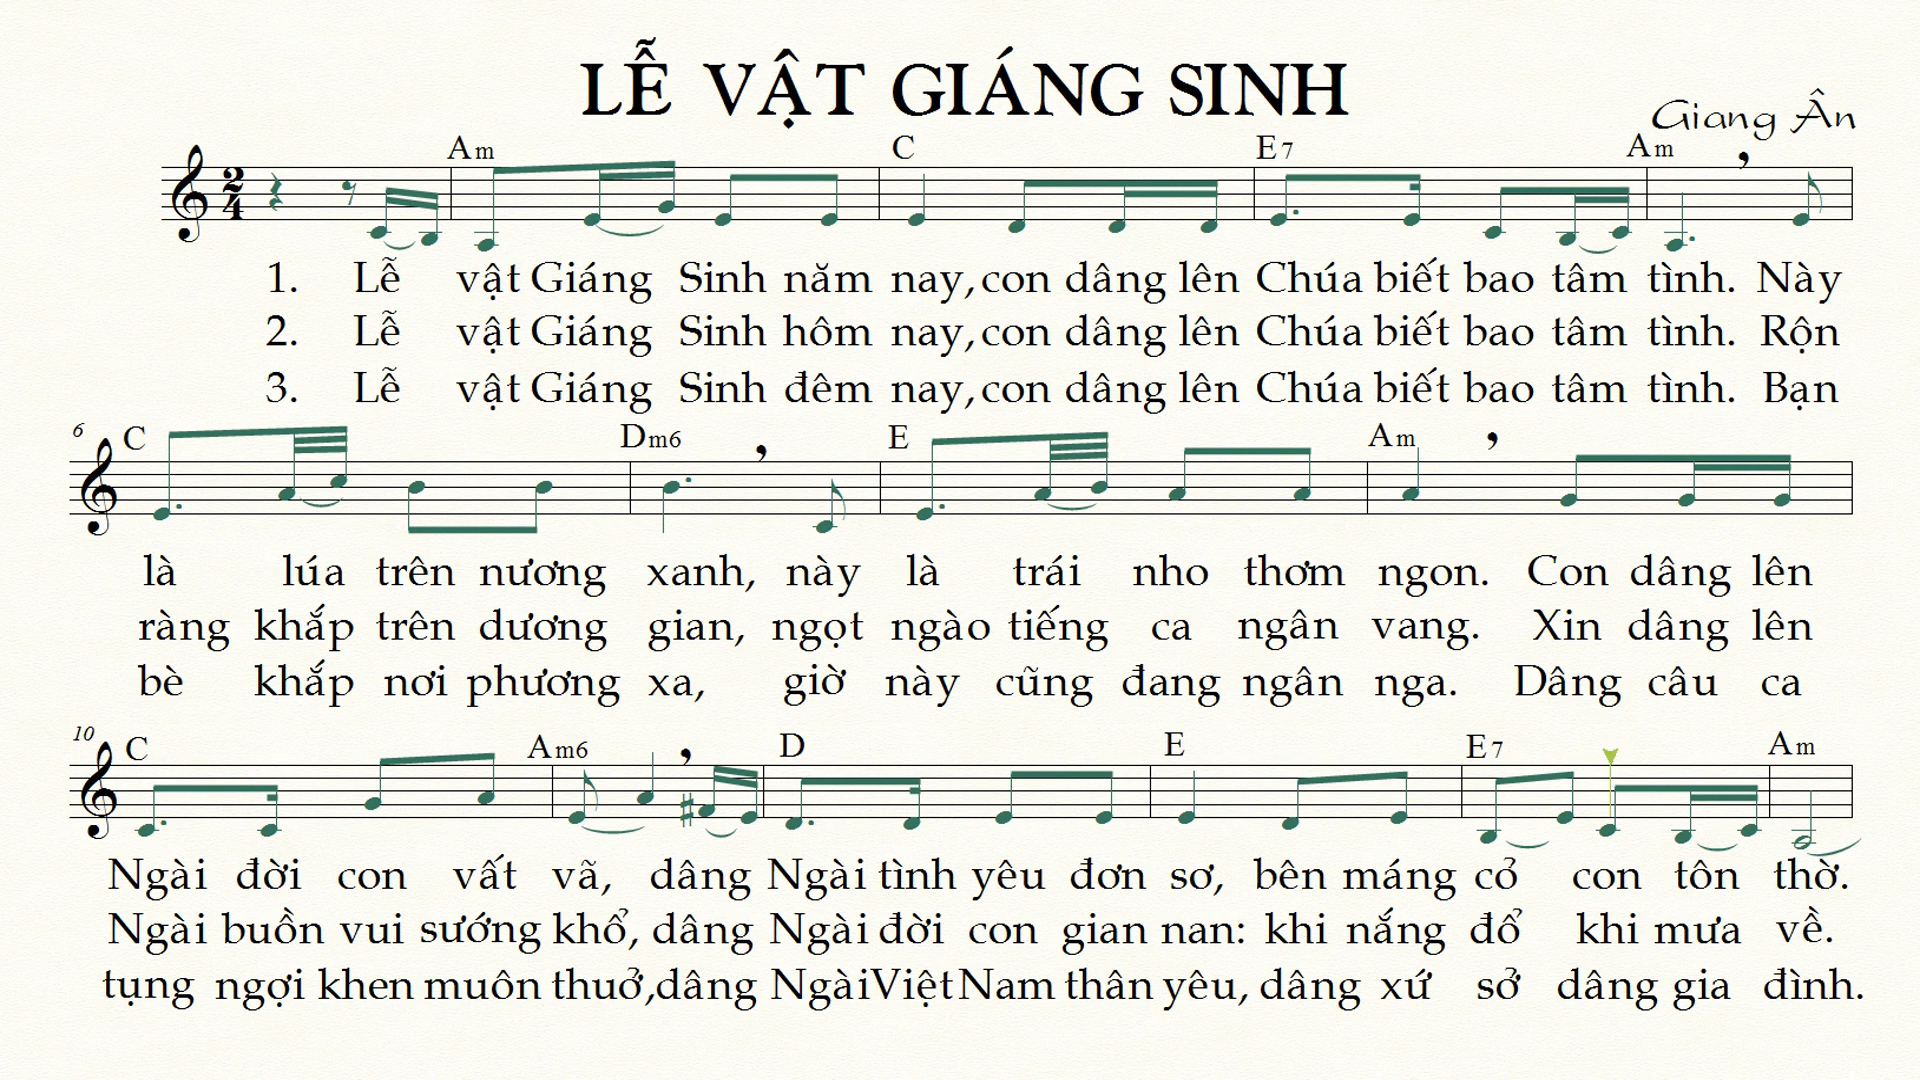 LỄ VẬT GIÁNG SINH
Giang Ân
Am C E7 Am
2
4
1. Lễ vật Giáng Sinh năm nay, con dâng lên Chúa biết bao tâm tình. Này
2. Lễ vật Giáng Sinh hôm nay, con dâng lên Chúa biết bao tâm tình. Rộn
3. Lễ vật Giáng Sinh đêm nay, con dâng lên Chúa biết bao tâm tình. Bạn
6 C Dm6 E Am
là lúa trên nương xanh, này là trái nho thơm ngon. Con dâng lên
ràng khắp trên dương gian, ngọt ngào tiếng ca ngân vang. Xin dâng lên
bè khắp nơi phương xa, giờ này cũng đang ngân nga. Dâng câu ca
10 C Am6 D E E7 Am
Ngài đời con vất vã, dâng Ngài tình yêu đơn sơ, bên máng cỏ con tôn thờ.
Ngài buồn vui sướng khổ, dâng Ngài đời con gian nan: khi nắng đổ khi mưa về.
tụng ngợi khen muôn thuở, dâng Ngài Việt Nam thân yêu, dâng xứ sở dâng gia đình.